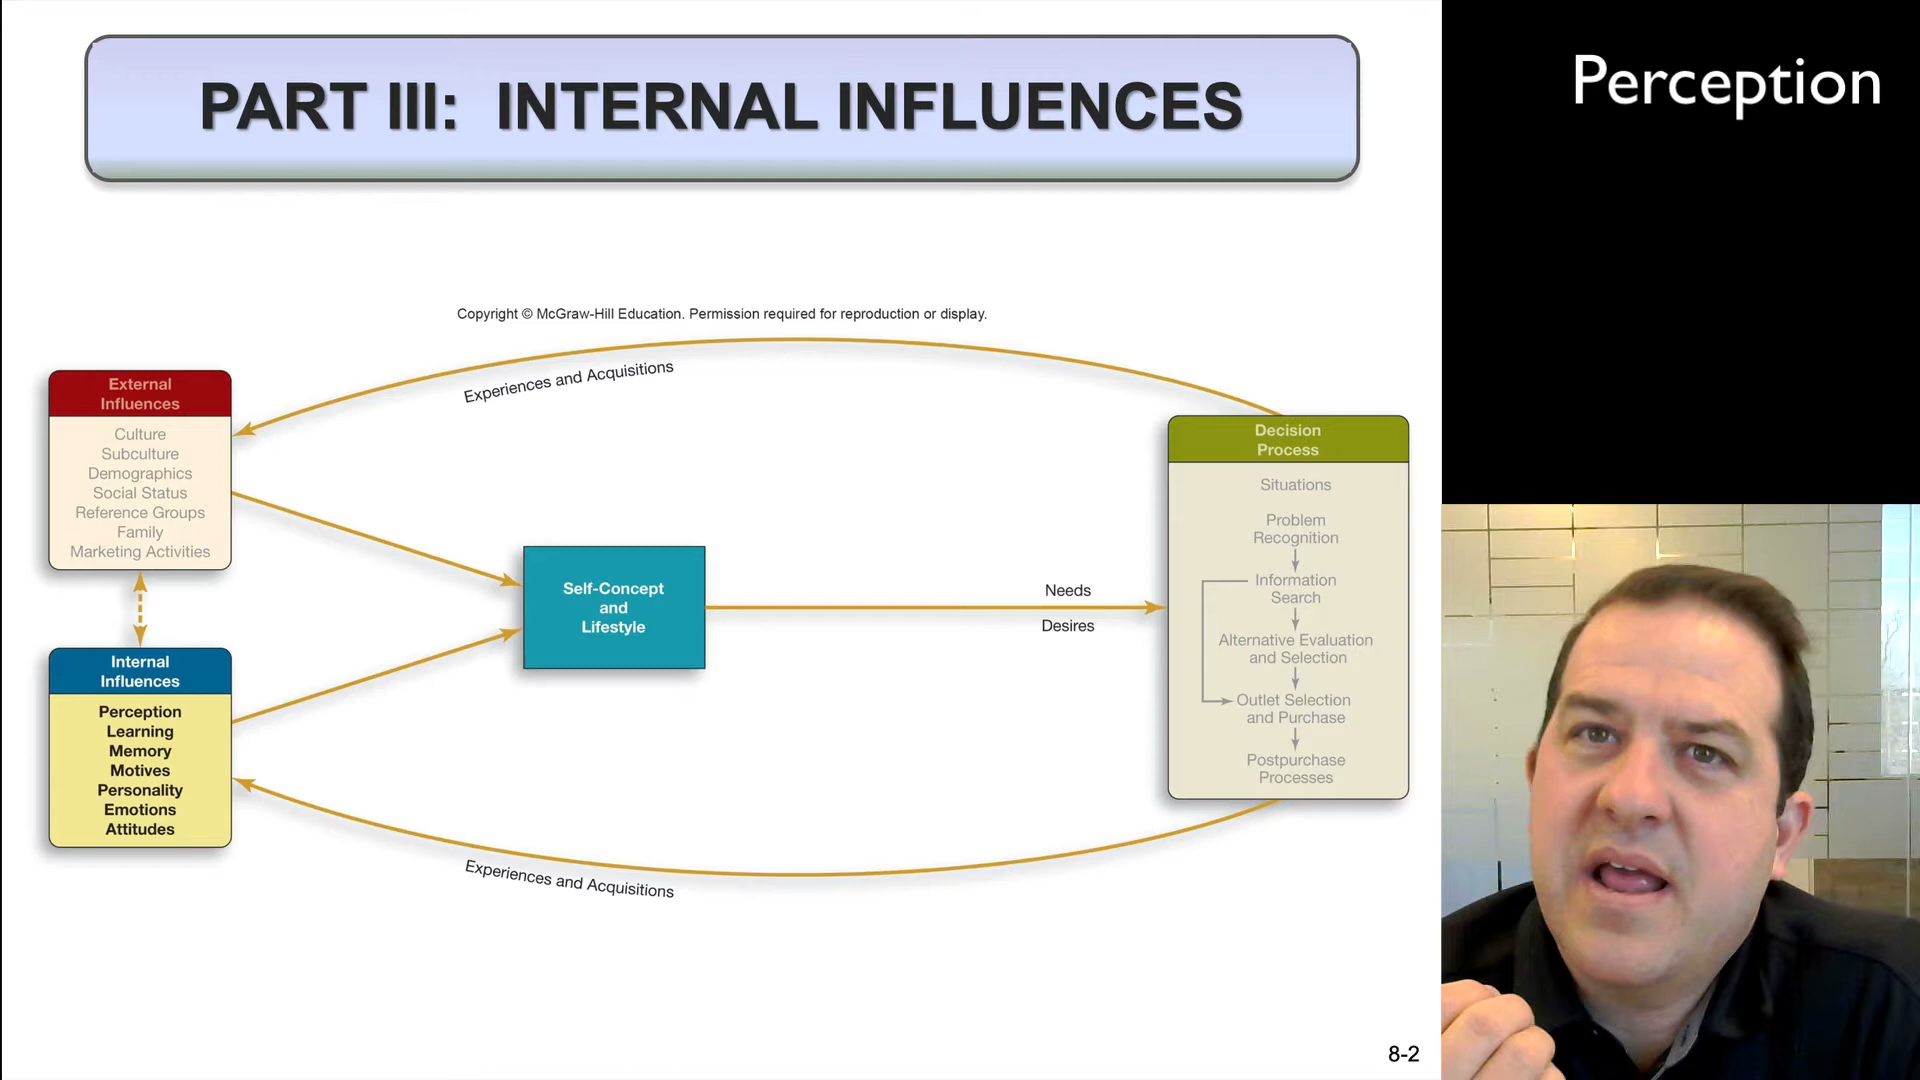 PART III: INTERNAL INFLUENCES
Perception
Copyright © McGraw-Hill Education. Permission required for reproduction or display.
Experiences and Acquisitions
External
Influences
Culture
Subculture
Demographics
Social Status
Reference Groups
Family
Marketing Activities
Internal
Influences
Perception
Learning
Memory
Motives
Personality
Emotions
Attitudes
Self-Concept
and
Lifestyle
Needs
Desires
Decision
Process
Situations
Problem
Recognition
Information
Search
Alternative Evaluation
and Selection
Outlet Selection
and Purchase
Postpurchase
Processes
Experiences and Acquisitions
8-2